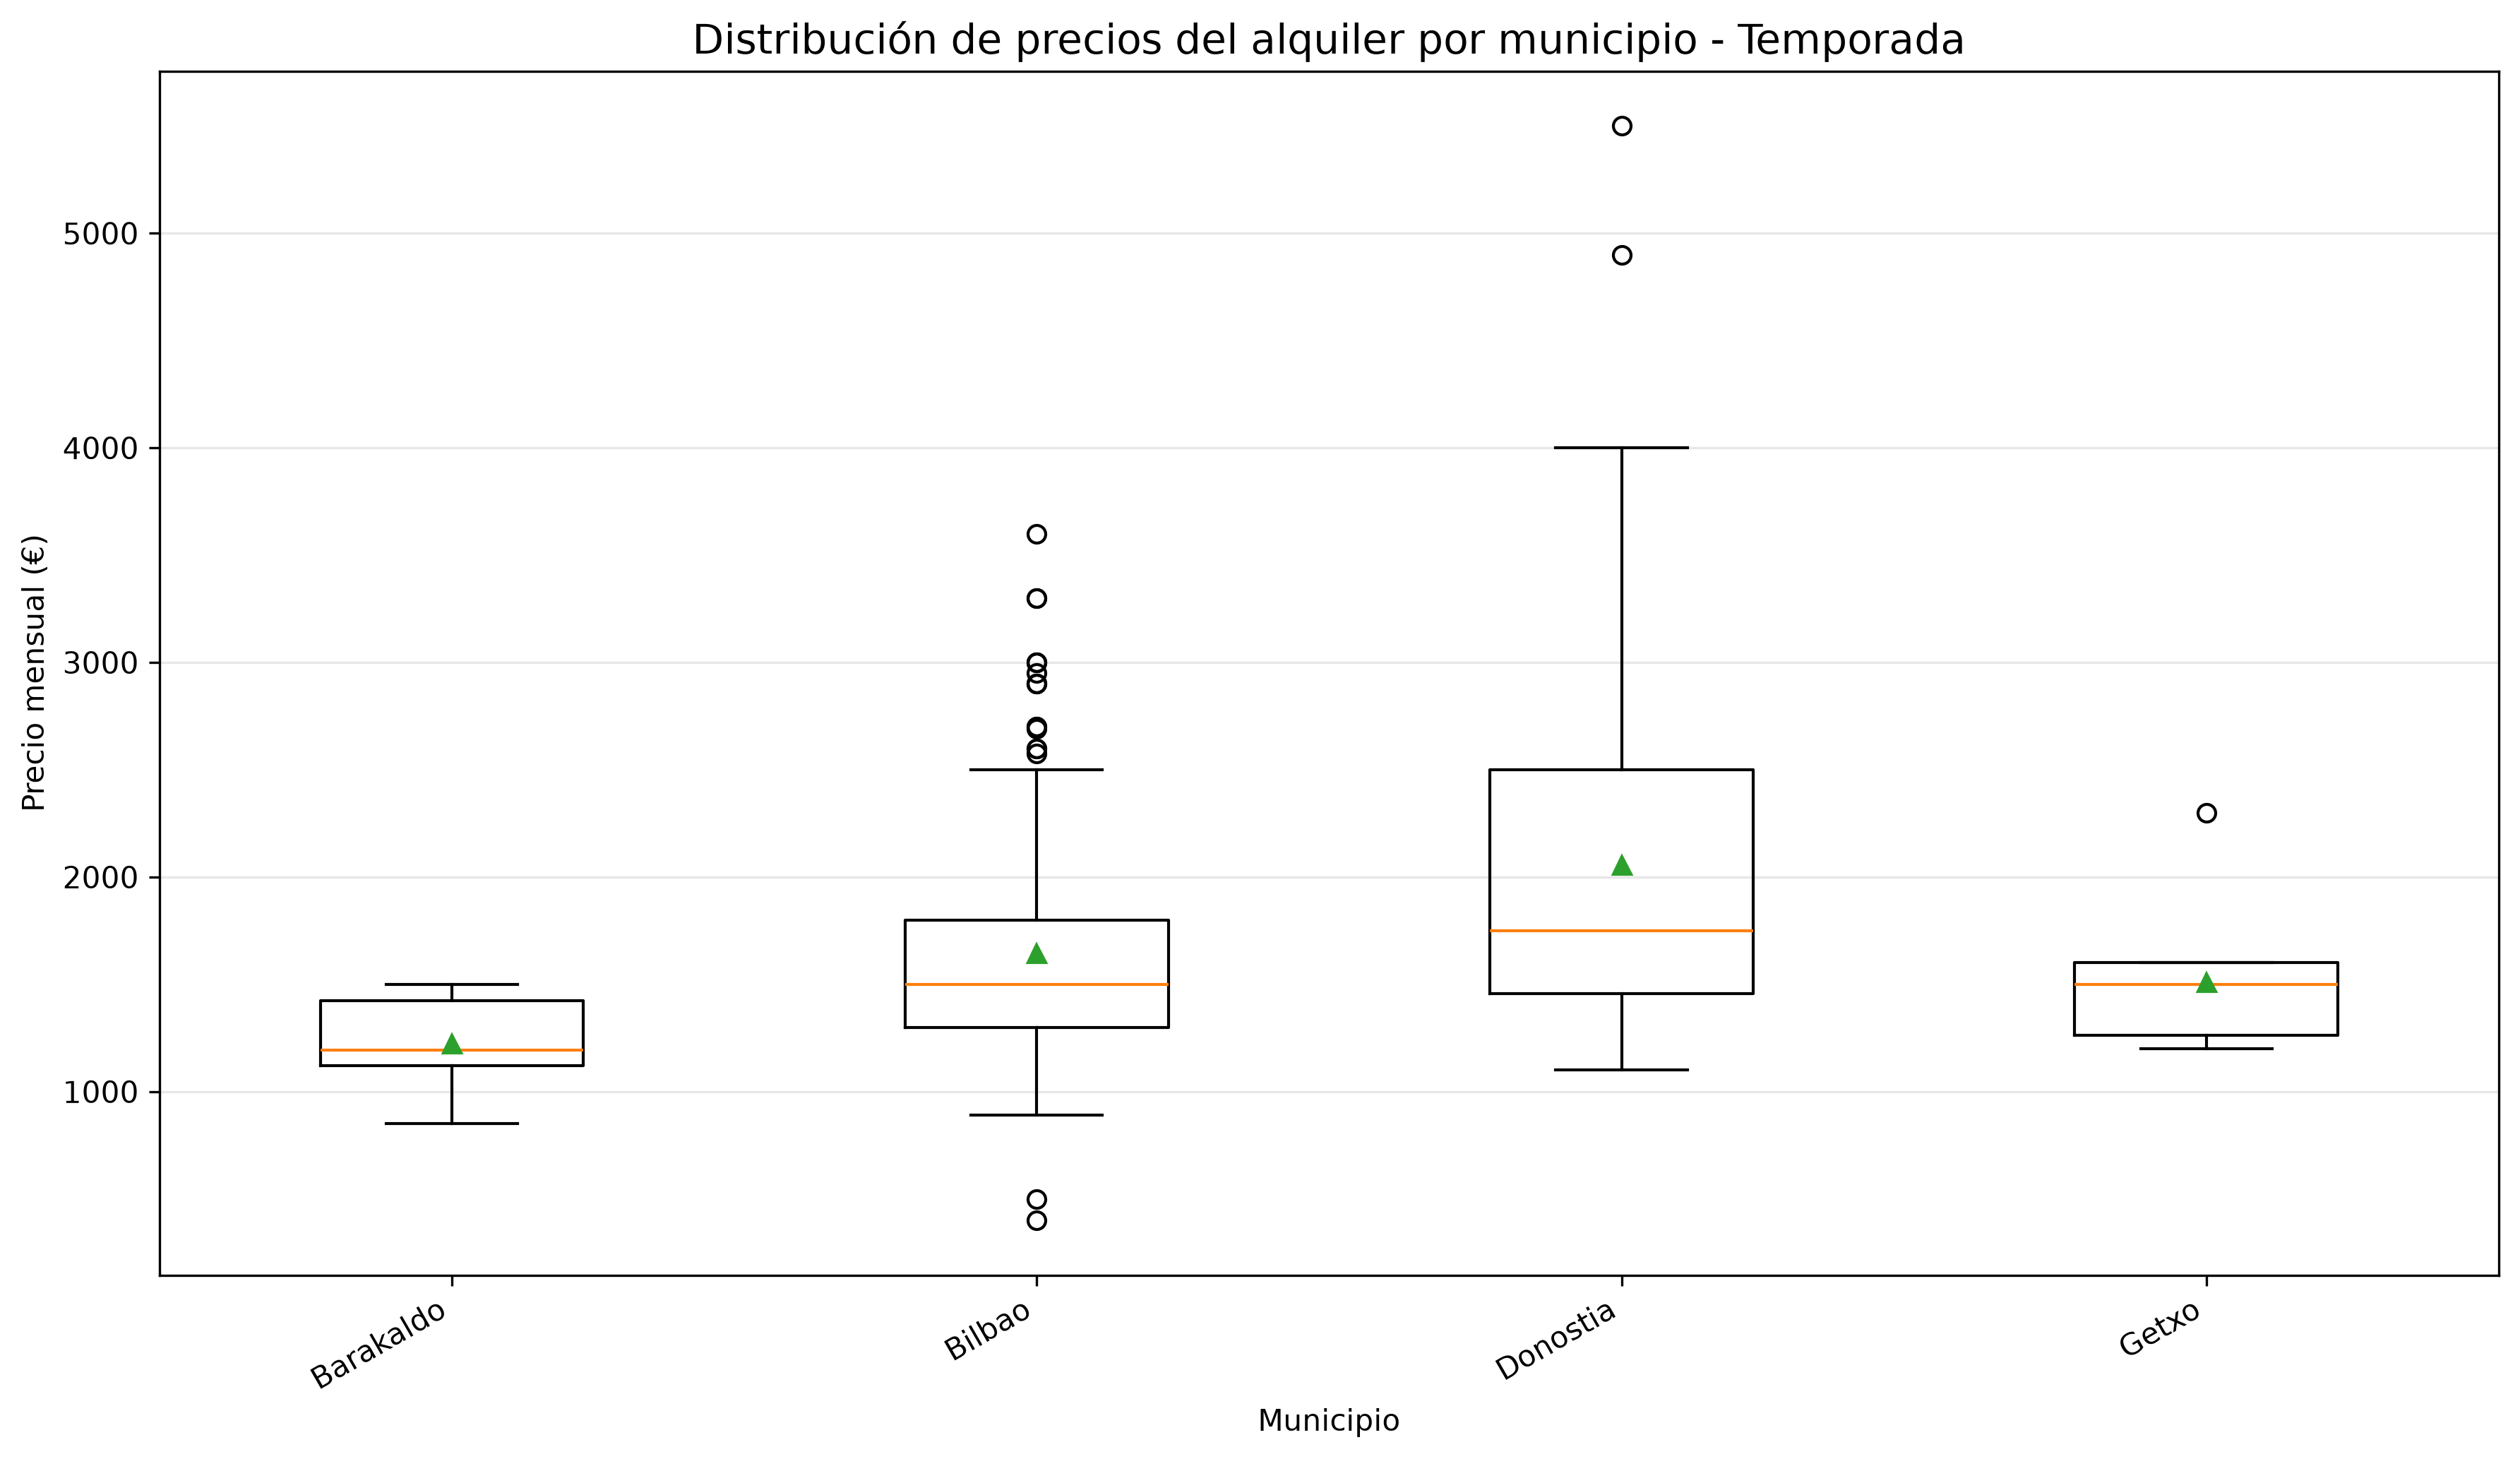 Distribución de precios del alquiler por municipio - Temporada
Precio mensual (€)
5000
4000
3000
2000
1000
Barakaldo
Bilbao
Donostia
Getxo
Municipio